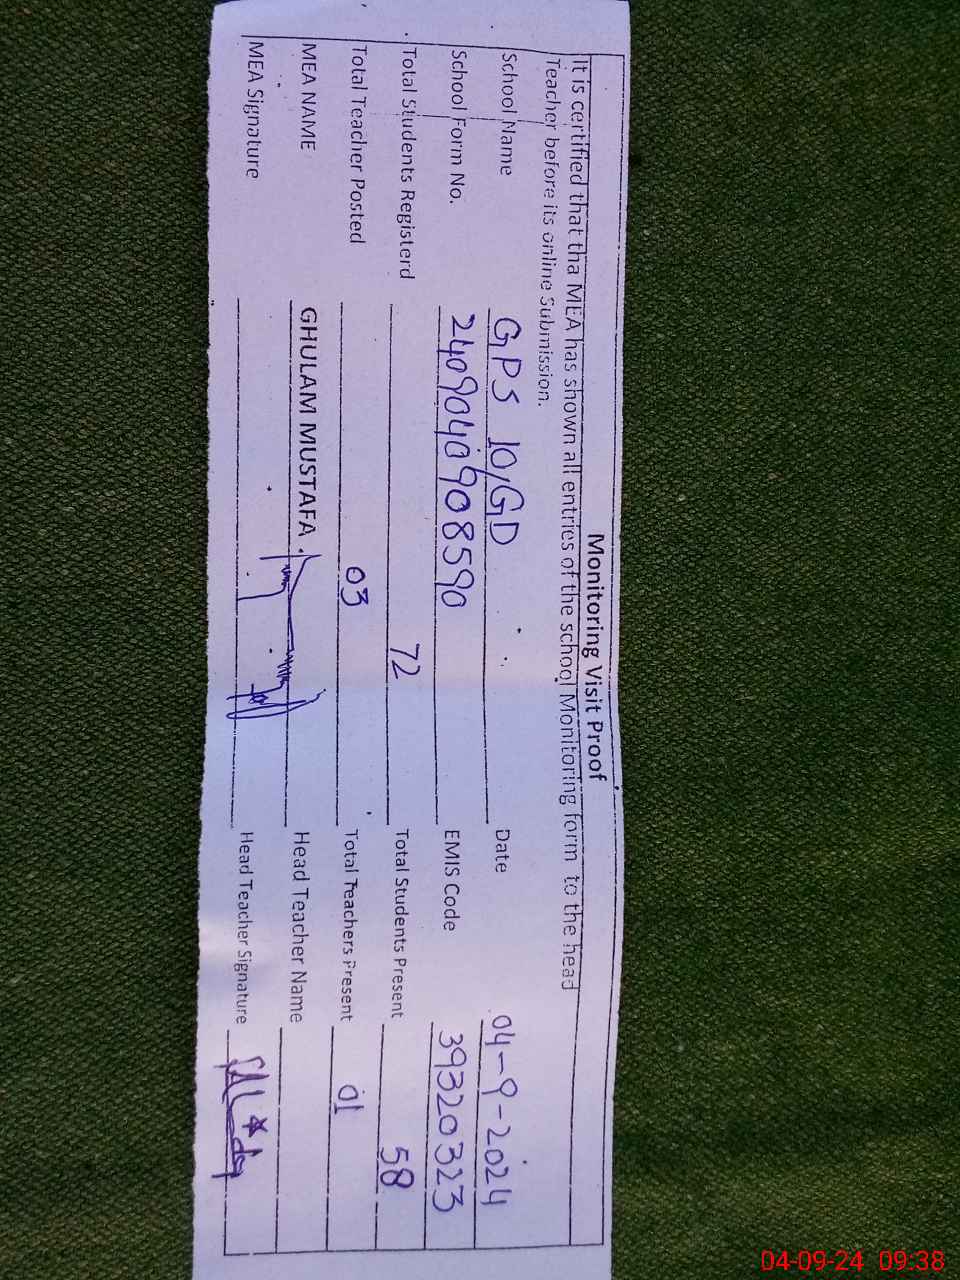 Monitoring Visit Proof
It is certified that tha MEA has shown all entries of the school Monitoring form to the head
Teacher before its online Submission.
School Name GPS 10/GD Date 04-9-2024
School Form No. 240904090908590 EMIS Code 39320323
Total Students Registerd 72 Total Students Present 58
Total Teacher Posted 03 Total Teachers Present 01
MEA NAME GHULAM MUSTAFA Head Teacher Name
MEA Signature Head Teacher Signature
04-09-24 09:38